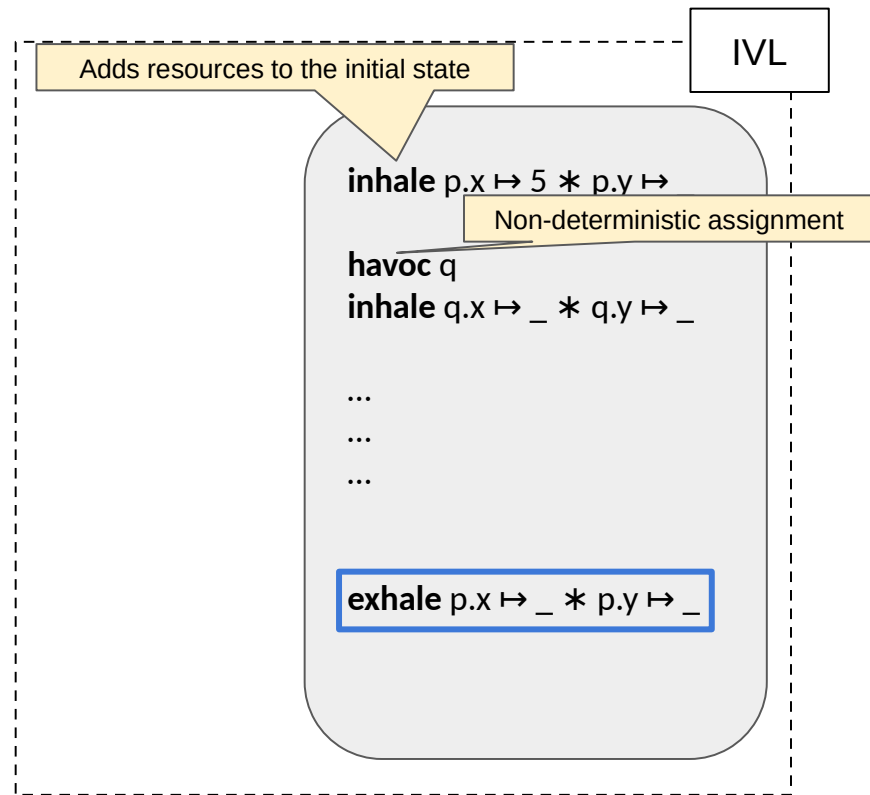 IVL
Adds resources to the initial state
inhale p.x ↦ 5 ∗ p.y ↦ _
Non-deterministic assignment
havoc q
inhale q.x ↦ _ ∗ q.y ↦ _
...
...
...
exhale p.x ↦ _ ∗ p.y ↦ _